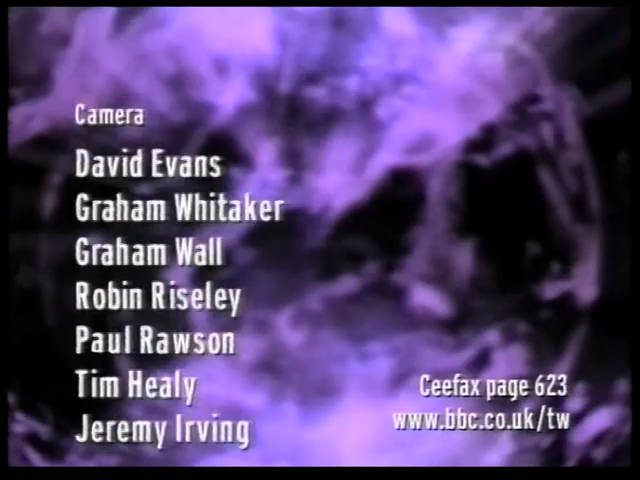 Camera
David Evans
Graham Whitaker
Graham Wall
Robin Riseley
Paul Rawson
Tim Healy
Jeremy Irving
Ceefax page 623
www.bbc.co.uk/tw